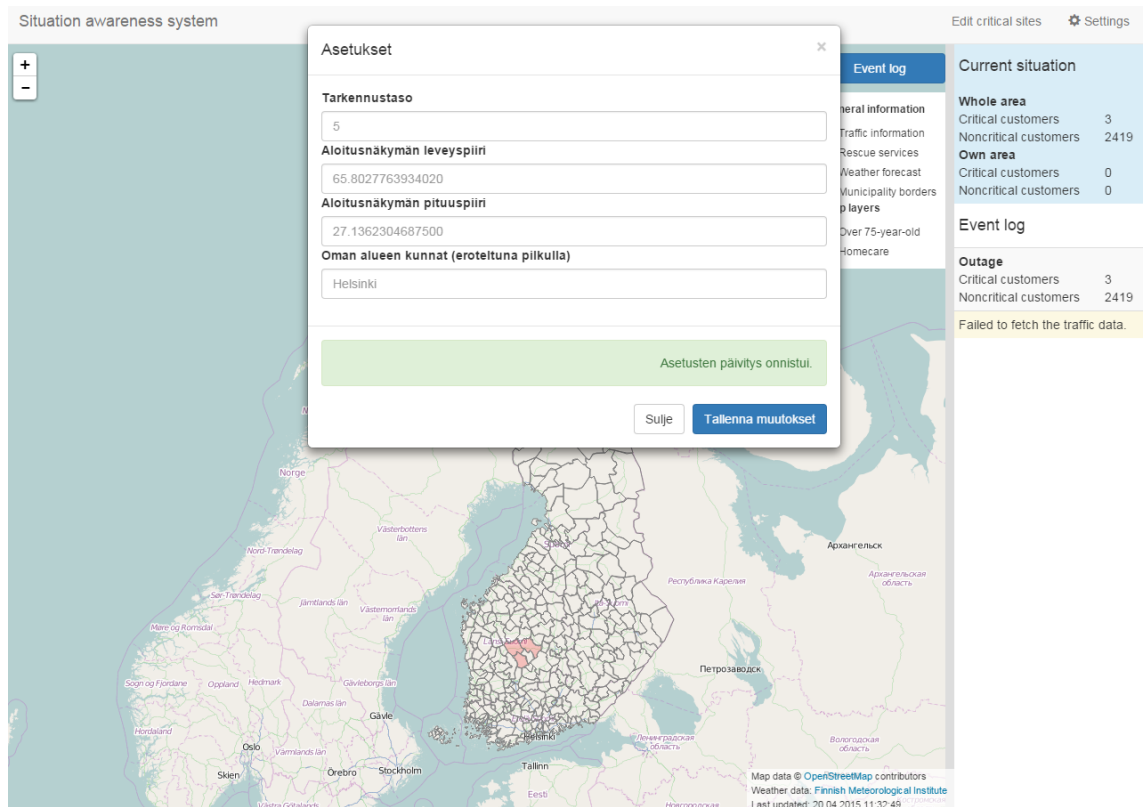 Situation awareness system
Edit critical sites
Settings
+
−
Asetukset
×
Tarkennustaso
5
Aloitusnäkymän leveyspiiri
65.8027763934020
Aloitusnäkymän pituuspiiri
27.1362304687500
Oman alueen kunnat (eroteltuna pilkulla)
Helsinki
Asetusten päivitys onnistui.
Sulje
Tallenna muutokset
Event log
neral information
Traffic information
Rescue services
Weather forecast
Municipality borders
p layers
Over 75-year-old
Homecare
Current situation
Whole area
Critical customers 3
Noncritical customers 2419
Own area
Critical customers 0
Noncritical customers 0
Event log
Outage
Critical customers 3
Noncritical customers 2419
Failed to fetch the traffic data.
Norge
Västerbottens
län
Nord-Trøndelag
Архангельск
Архангельская
область
Республика Карелия
Sør-Trøndelag
Jämtlands län
Västernorrlands
län
Møre og Romsdal
Länsi-Suomi
Петрозаводск
Sogn og Fjordane
Oppland
Hedmark
Gävleborgs län
Dalarnas län
Gävle
Hordaland
Helsinki
Ленинградская
область
Вологодская
область
Oslo
Värmlands län
Tallinn
Skien
Örebro
Stockholm
Eesti
Västra Götalands
Новгородская
Map data © OpenStreetMap contributors
Weather data: Finnish Meteorological Institute
Last updated: 20.04.2015 11:32:49